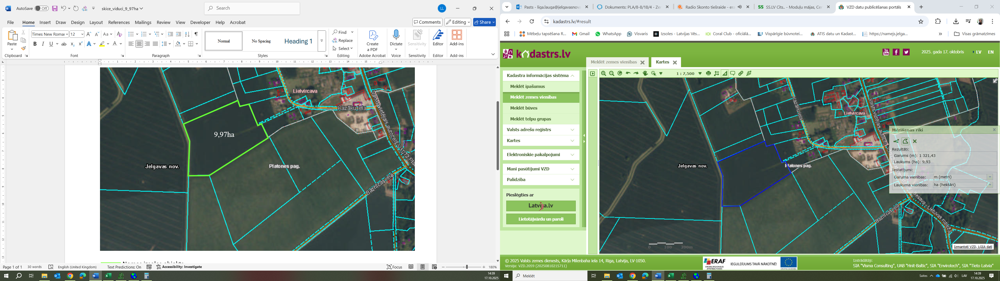 AutoSave Off skice_viduci_9_97ha Search LL
File Home Insert Draw Design Layout References Mailings Review View Developer Help Acrobat Comments Editing Share
Paste Times New Roma 12 Normal No Spacing Heading 1 Find Replace Select Create a PDF Dictate Sensitivity Editor Add-ins
Clipboard Font Paragraph Styles Editing Adobe Acrobat Voice Sensitivity Editor Add-ins
Lielvircava
Kazāku iela
9,97ha
Jelgavas nov.
Platones pag.
Baznīcas iela
Page 1 of 1 30 words English (United Kingdom) Text Predictions: On Accessibility: Investigate Focus 180%
14:39
17.10.2025
Pasts - liga.lauga@jelgavasnova Dokuments: PLA/8-8/18/4 - Ze Radio Skonto tiešraide - era SS.LV Cits.. - Moduļu mājas, Cer VZD datu publicēšanas portāls
kadastrs.lv/#result
Mēbeļu tapsēšana R... Gmail WhatsApp Visvaris Izsoles - Latvijas Vēs... Coral Club - oficiālā... Vispārīgie būvnotei... ATIS datu un Kadast... https://namejs.jelga... Visas grāmatzīmes
kadastrs.lv
2025. gada 17. oktobris LV EN
Meklēt zemes vienības Kartes
1 : 7,500
Kadastra informācijas sistēma
Meklēt īpašumus
Meklēt zemes vienības
Meklēt būves
Meklēt telpu grupas
Valsts adrešu reģistrs
Kartes
Elektroniskie pakalpojumi
Mani pasūtījumi VZD
Palīdzība
Pieslēgties ar
Latvija.lv
Lietotājvārdu un paroli
Lielvircava
Kazāku iela
Jelgavas nov.
Platones pag.
Baznīcas iela
Sesava - Lietuvas robeža
Mērīšanas rīki
Rezultāti:
Garums (m): 1 321,43
Laukums (ha): 9,93
Iestatījumi:
Garuma vienības: m (metri)
Laukuma vienības: ha (hektāri)
0 100 200m
Izmantoti VZD, LGIA dati
© 2025 Valsts zemes dienests, Kārļa Mīlenbaha iela 14, Rīga, Latvija, LV-1050.
Versija: VZD.2059 (20250810215711)
ERAF
IEGULDĪJUMS TAVĀ NĀKOTNĒ!
Izstrādātāji:
SIA "Visma Consulting", UAB "Hnit-Baltic", SIA "Envirotech", SIA "Tieto Latvia"
Meklēt Saites LAV 14:39
17.10.2025